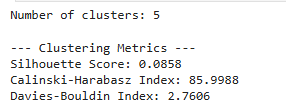 Number of clusters: 5
--- Clustering Metrics ---
Silhouette Score: 0.0858
Calinski-Harabasz Index: 85.9988
Davies-Bouldin Index: 2.7606